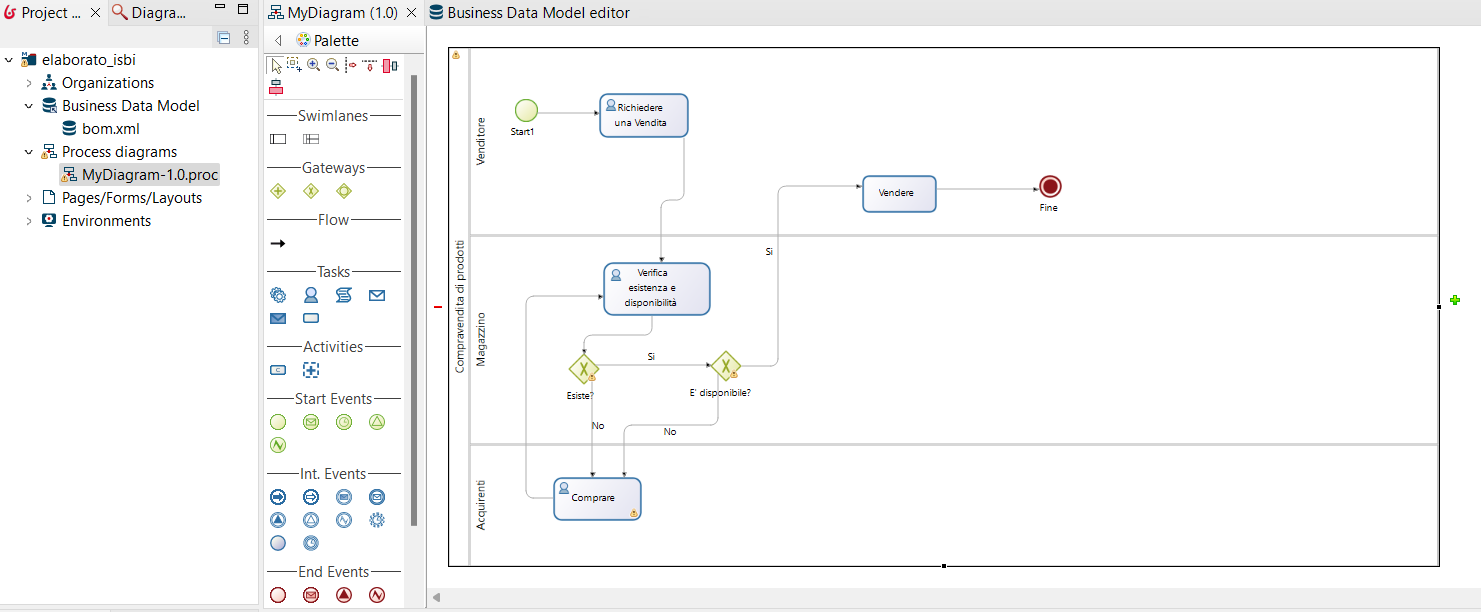 Project ...
Diagra...
MyDiagram (1.0)
Business Data Model editor
elaborato_isbi
Organizations
Business Data Model
bom.xml
Process diagrams
MyDiagram-1.0.proc
Pages/Forms/Layouts
Environments
Palette
Swimlanes
Gateways
Flow
Tasks
Activities
Start Events
Int. Events
End Events
Compravendita di prodotti
Venditore
Start1
Richiedere
una Vendita
Vendere
Fine
Si
Magazzino
Verifica
esistenza e
disponibilità
Si
Esiste?
E' disponibile?
No
No
Acquirenti
Comprare